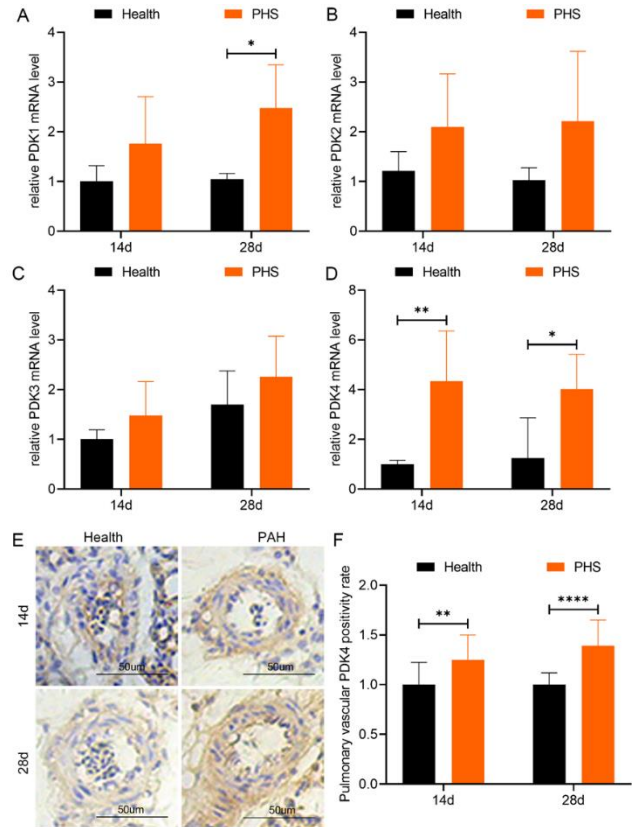 A
Health PHS
relative PDK1 mRNA level
4
3
2
1
0
*
14d 28d
B
Health PHS
relative PDK2 mRNA level
4
3
2
1
0
14d 28d
C
Health PHS
relative PDK3 mRNA level
4
3
2
1
0
14d 28d
D
Health PHS
relative PDK4 mRNA level
8
6
4
2
0
** *
14d 28d
E
Health PAH
14d
50um 50um
28d
50um 50um
F
Health PHS
Pulmonary vascular PDK4 positivity rate
2.0
1.5
1.0
0.5
0.0
** ****
14d 28d